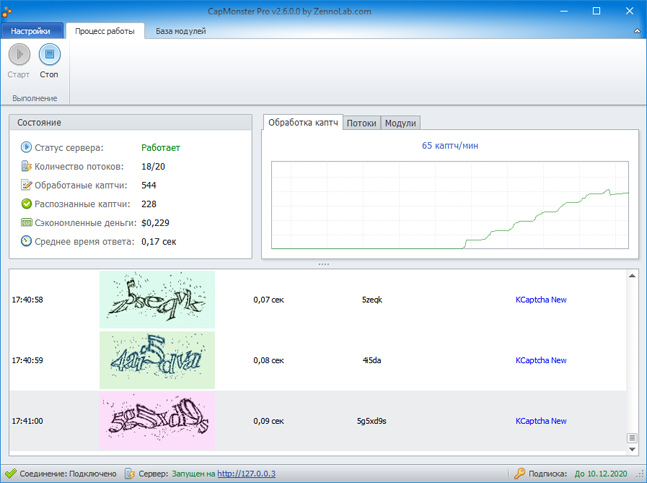 CapMonster Pro v2.6.0.0 by ZennoLab.com
Настройки Процесс работы База модулей
Старт Стоп
Выполнение
Состояние
Статус сервера: Работает
Количество потоков: 18/20
Обработаные каптчи: 544
Распознанные каптчи: 228
Сэкономленные деньги: $0,229
Среднее время ответа: 0,17 сек
Обработка каптч Потоки Модули
65 каптч/мин
17:40:58 0,07 сек 5zeqk KCaptcha New
17:40:59 0,08 сек 4i5da KCaptcha New
17:41:00 0,09 сек 5g5xd9s KCaptcha New
Соединение: Подключено Сервер: Запущен на http://127.0.0.3 Подписка: До 10.12.2020